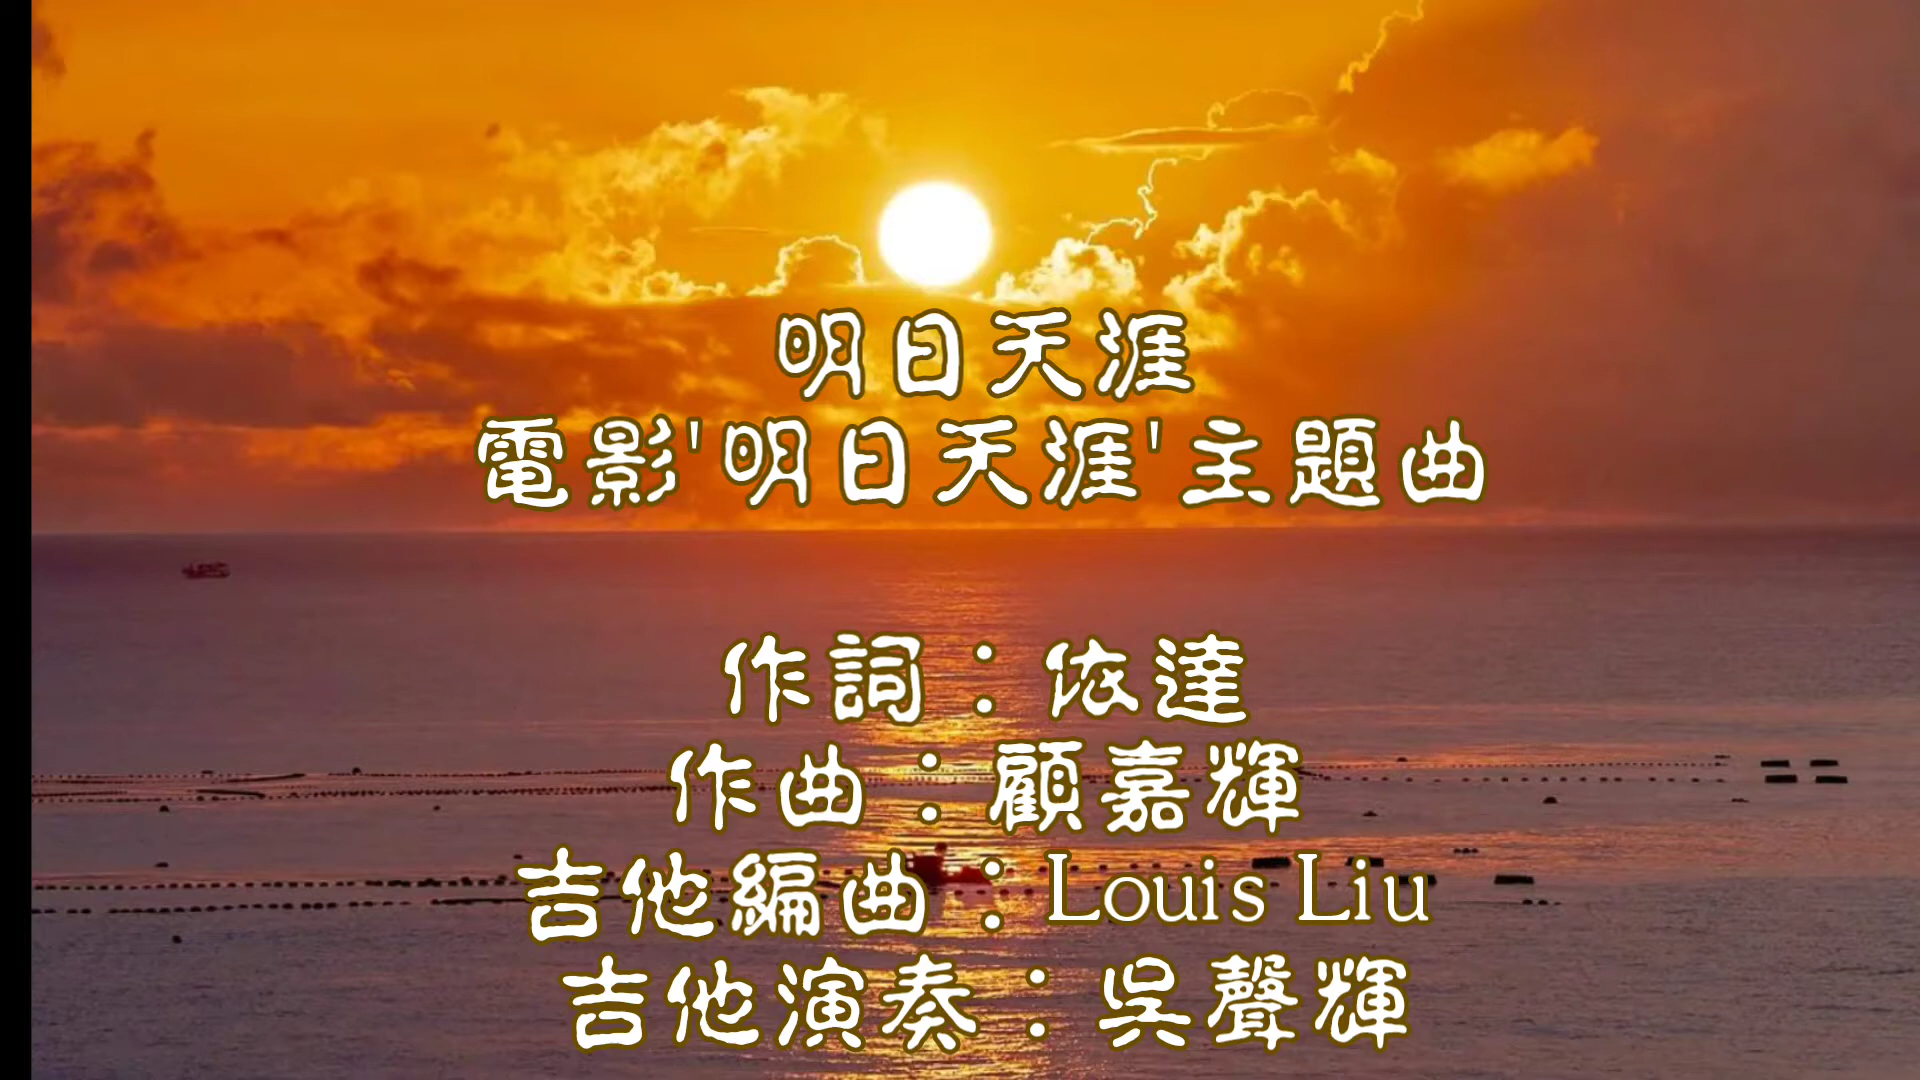 明日天涯
電影'明日天涯'主題曲
作詞：依達
作曲：顧嘉輝
吉他編曲：Louis Liu
吉他演奏：吳聲輝